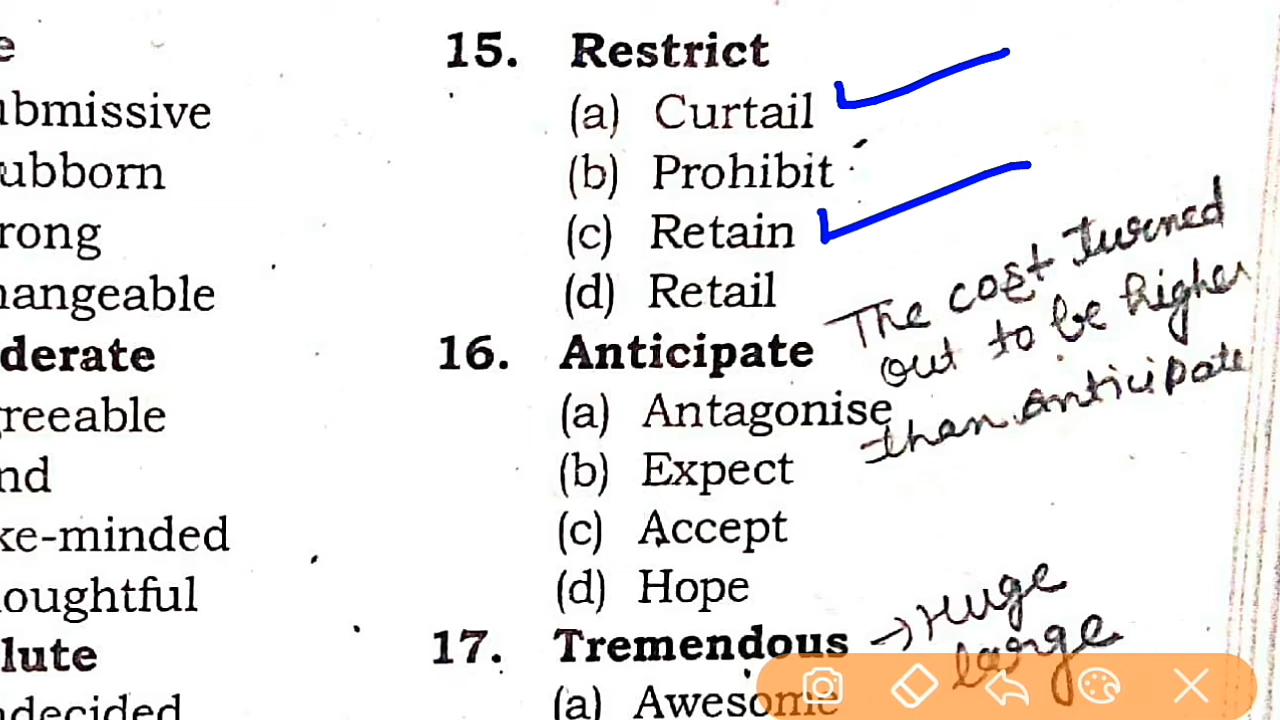 e
ubmissive
ubborn
rong
hangeable
derate
greeable
nd
ke-minded
houghtful
lute
ndecided
15. Restrict
(a) Curtail
(b) Prohibit
(c) Retain
(d) Retail
16. Anticipate
(a) Antagonise
(b) Expect
(c) Accept
(d) Hope
The cost turned
out to be higher
than anticipate
17. Tremendous → Huge
large
(a) Awesome